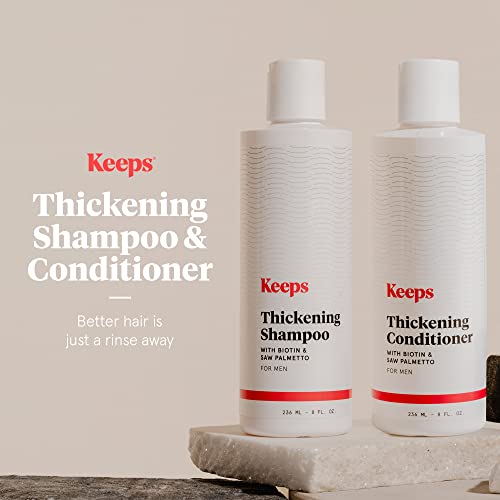 Keeps®
Thickening
Shampoo &
Conditioner
Better hair is
just a rinse away
Keeps
Thickening
Shampoo
WITH BIOTIN &
SAW PALMETTO
FOR MEN
236 ML - 8 FL. OZ.
Keeps
Thickening
Conditioner
WITH BIOTIN &
SAW PALMETTO
FOR MEN
236 ML - 8 FL. OZ.